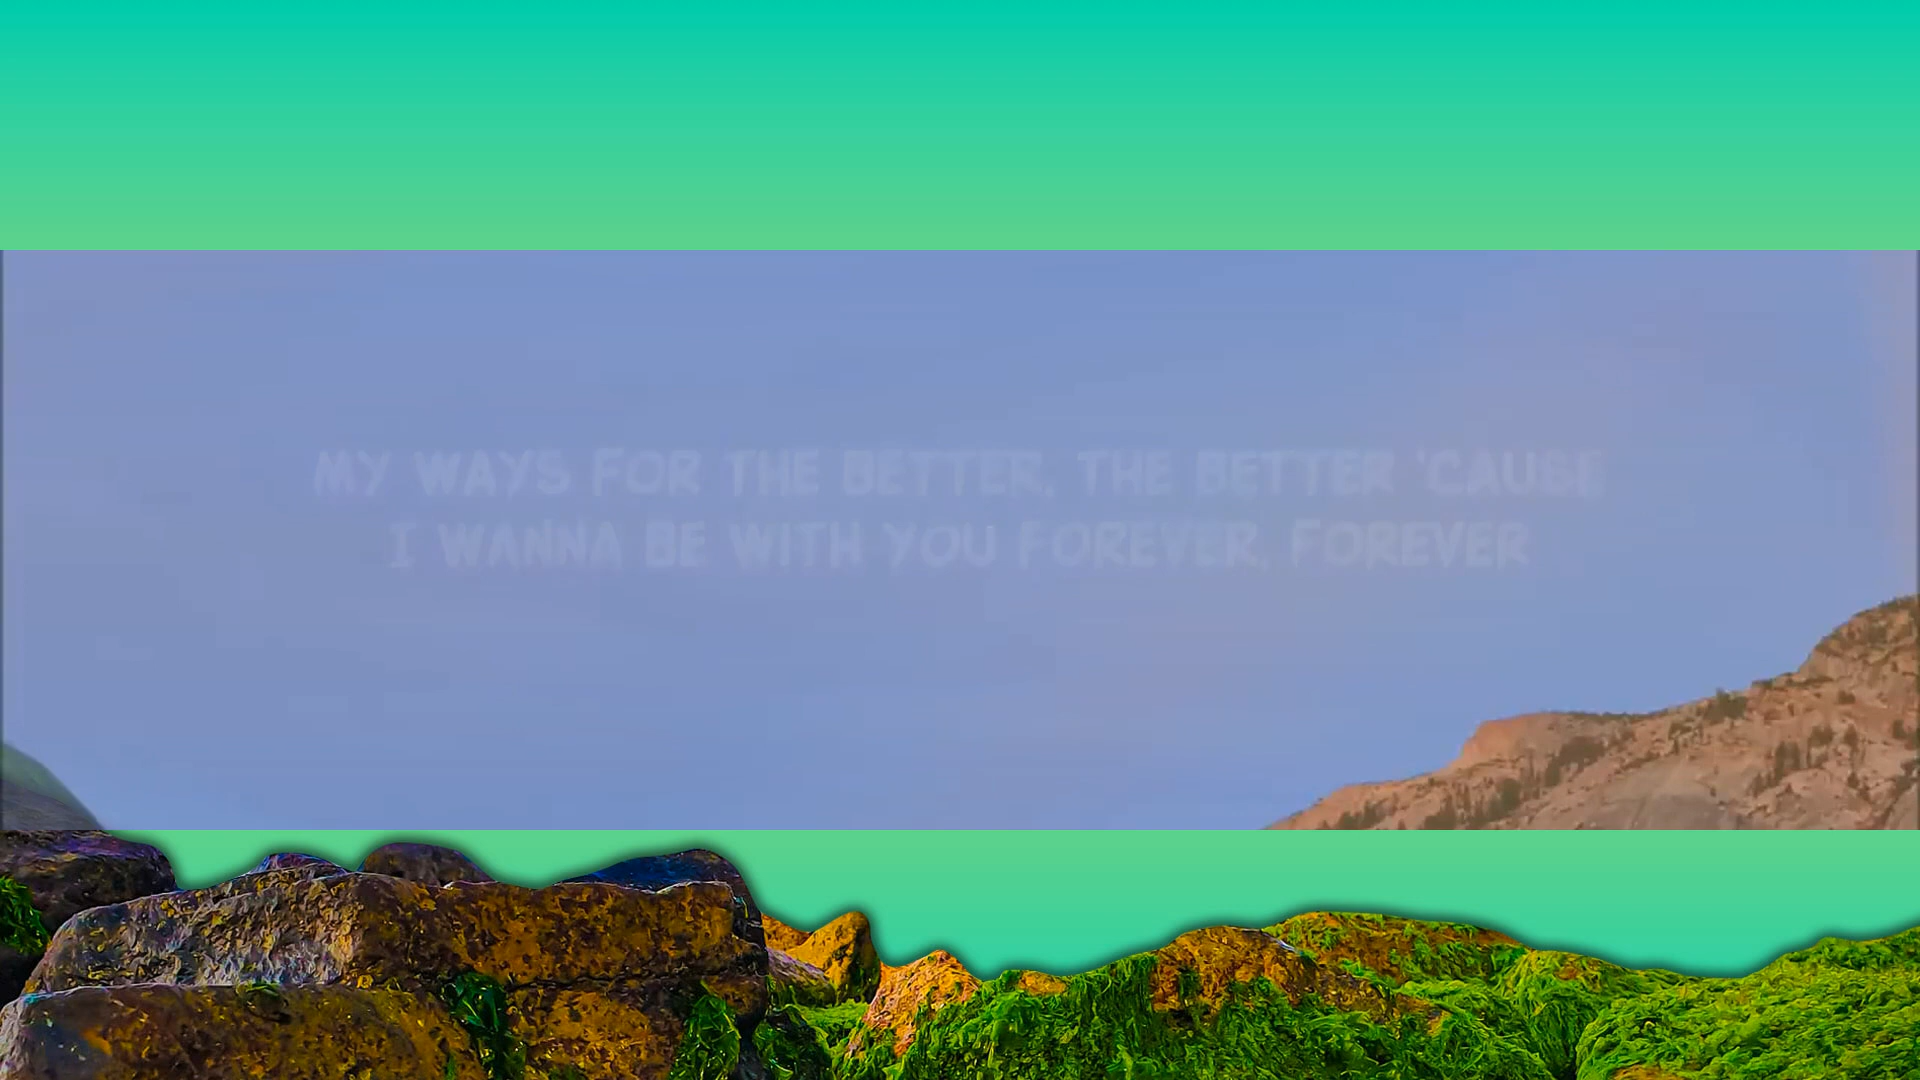 MY WAYS FOR THE BETTER, THE BETTER 'CAUSE
I WANNA BE WITH YOU FOREVER, FOREVER